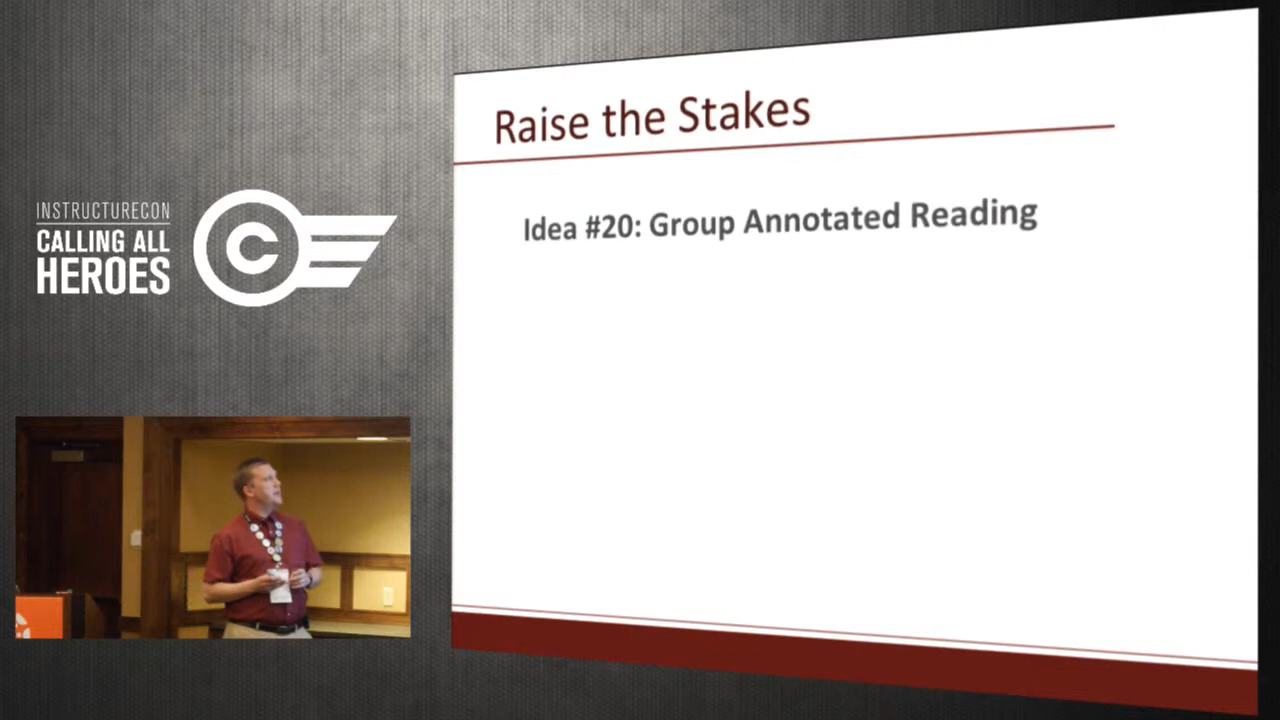 INSTRUCTURECON
CALLING ALL
HEROES
C
Raise the Stakes
Idea #20: Group Annotated Reading